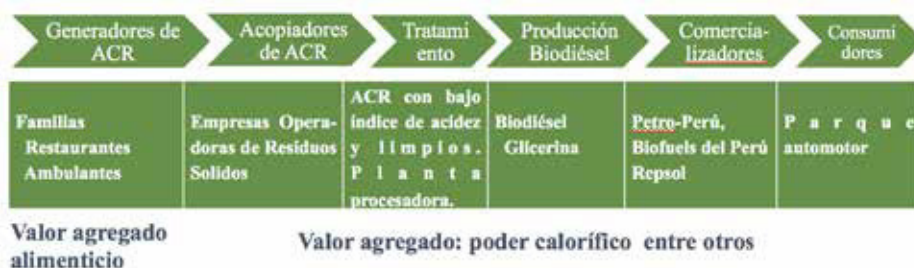 Generadores de
ACR
Acopiadores
de ACR
Tratami
ento
Producción
Biodiésel
Comercia-
lizadores
Consumi
dores
Familias
Restaurantes
Ambulantes
Empresas Opera-
doras de Residuos
Solidos
ACR con bajo
indice de acidez
y limpios.
Planta
procesadora.
Biodiésel
Glicerina
Petro-Perú,
Biofuels del Perú
Repsol
Parque
automotor
Valor agregado
alimenticio
Valor agregado: poder calorífico entre otros